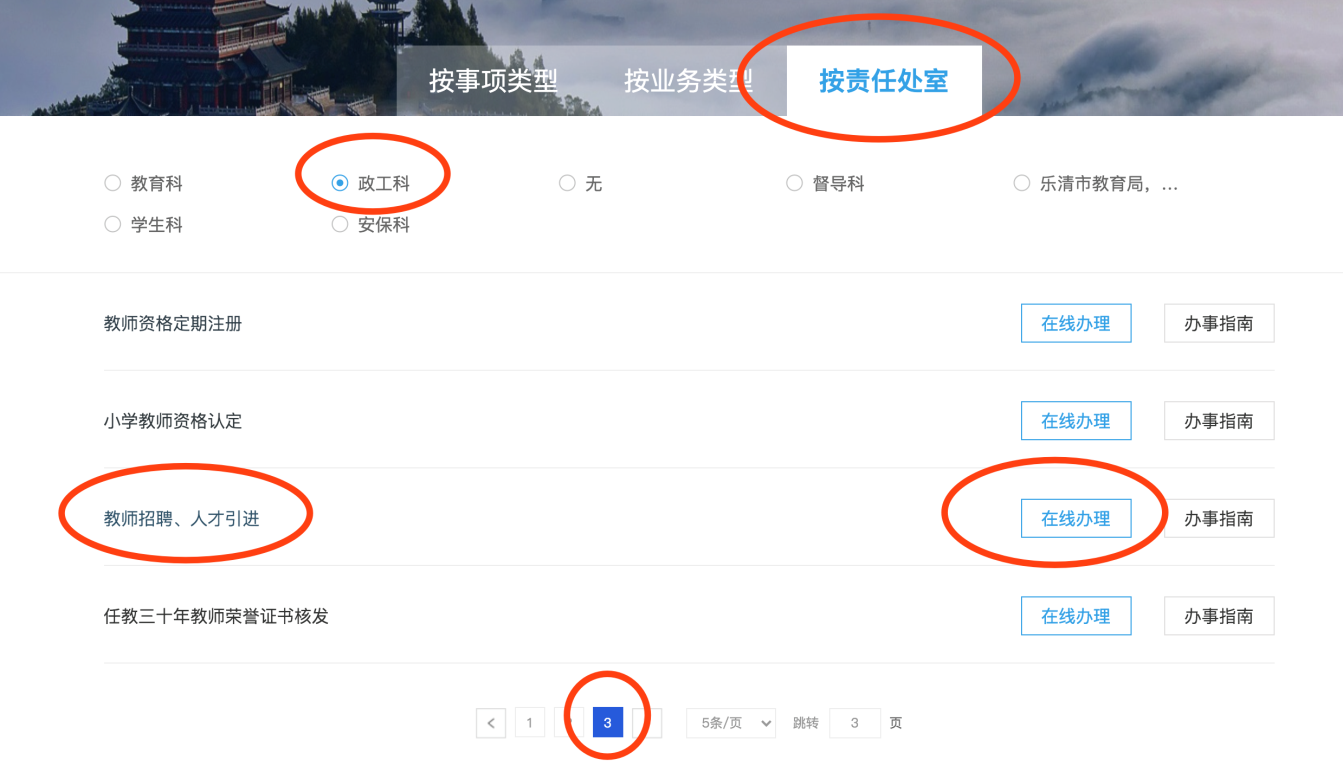 按事项类型 按业务类型 按责任处室
教育科 政工科 无 督导科 乐清市教育局，...
学生科 安保科
教师资格定期注册 在线办理 办事指南
小学教师资格认定 在线办理 办事指南
教师招聘、人才引进 在线办理 办事指南
任教三十年教师荣誉证书核发 在线办理 办事指南
< 1 3 5条/页 跳转 3 页